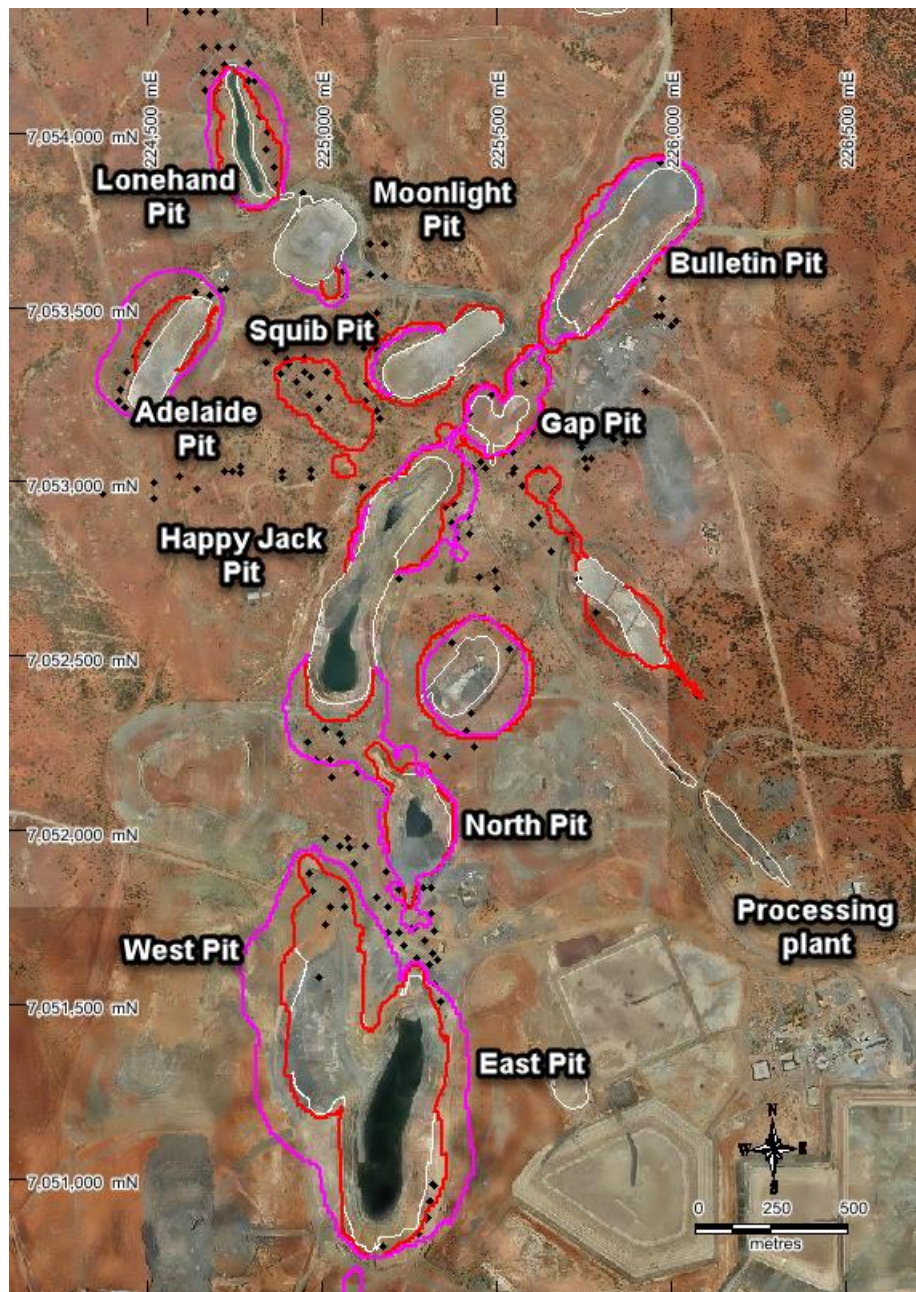 224,500 mE
225,000 mE
225,500 mE
226,000 mE
226,500 mE
7,054,000 mN
Lonehand
Pit
Moonlight
Pit
Bulletin Pit
7,053,500 mN
Squib Pit
Adelaide
Pit
Gap Pit
7,053,000 mN
Happy Jack
Pit
7,052,500 mN
7,052,000 mN
North Pit
Processing
plant
West Pit
7,051,500 mN
East Pit
N
W E
S
7,051,000 mN
0 250 500
metres